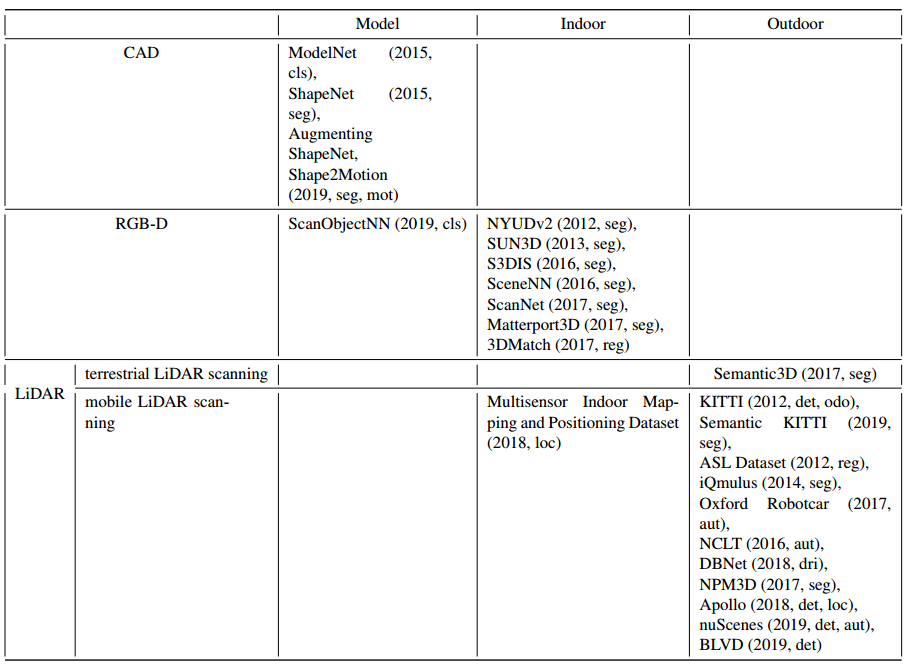 Model Indoor Outdoor
CAD
ModelNet (2015,
cls),
ShapeNet (2015,
seg),
Augmenting
ShapeNet,
Shape2Motion
(2019, seg, mot)
RGB-D
ScanObjectNN (2019, cls)
NYUDv2 (2012, seg),
SUN3D (2013, seg),
S3DIS (2016, seg),
SceneNN (2016, seg),
ScanNet (2017, seg),
Matterport3D (2017, seg),
3DMatch (2017, reg)
LiDAR
terrestrial LiDAR scanning
Semantic3D (2017, seg)
mobile LiDAR scan-
ning
Multisensor Indoor Map-
ping and Positioning Dataset
(2018, loc)
KITTI (2012, det, odo),
Semantic KITTI (2019,
seg),
ASL Dataset (2012, reg),
iQmulus (2014, seg),
Oxford Robotcar (2017,
aut),
NCLT (2016, aut),
DBNet (2018, dri),
NPM3D (2017, seg),
Apollo (2018, det, loc),
nuScenes (2019, det, aut),
BLVD (2019, det)